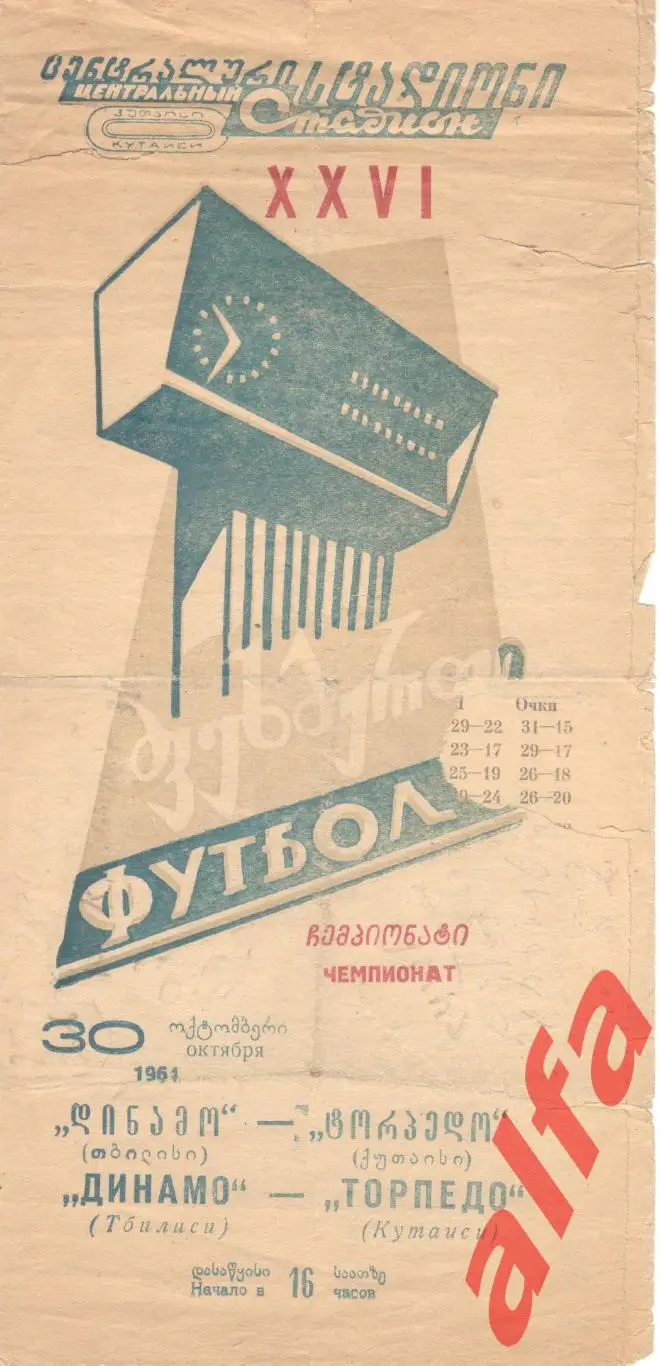 ცენტრალური სტადიონი
ЦЕНТРАЛЬНЫЙ Стадион
ქუთაისი
КУТАИСИ
XXVI
Очки
29—22 31—15
23—17 29—17
25—19 26—18
24 26—20
ФУТБОЛ
ჩემპიონატი
ЧЕМПИОНАТ
30 ოქტომბერი
октября
1961
„დინამო“ — „ტორპედო“
(თბილისი) (ქუთაისი)
„ДИНАМО“ — „ТОРПЕДО“
(Тбилиси) (Кутаиси)
დასაწყისი 16 საათზე
Начало в часов
alfa